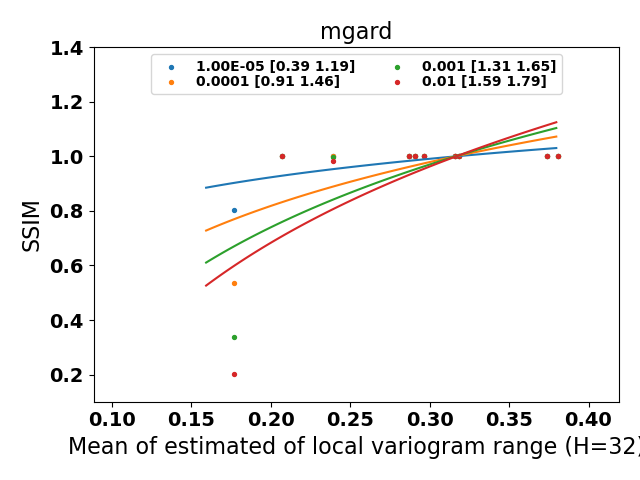 mgard
1.00E-05 [0.39 1.19]
0.0001 [0.91 1.46]
0.001 [1.31 1.65]
0.01 [1.59 1.79]
SSIM
1.4
1.2
1.0
0.8
0.6
0.4
0.2
0.10 0.15 0.20 0.25 0.30 0.35 0.40
Mean of estimated of local variogram range (H=32)